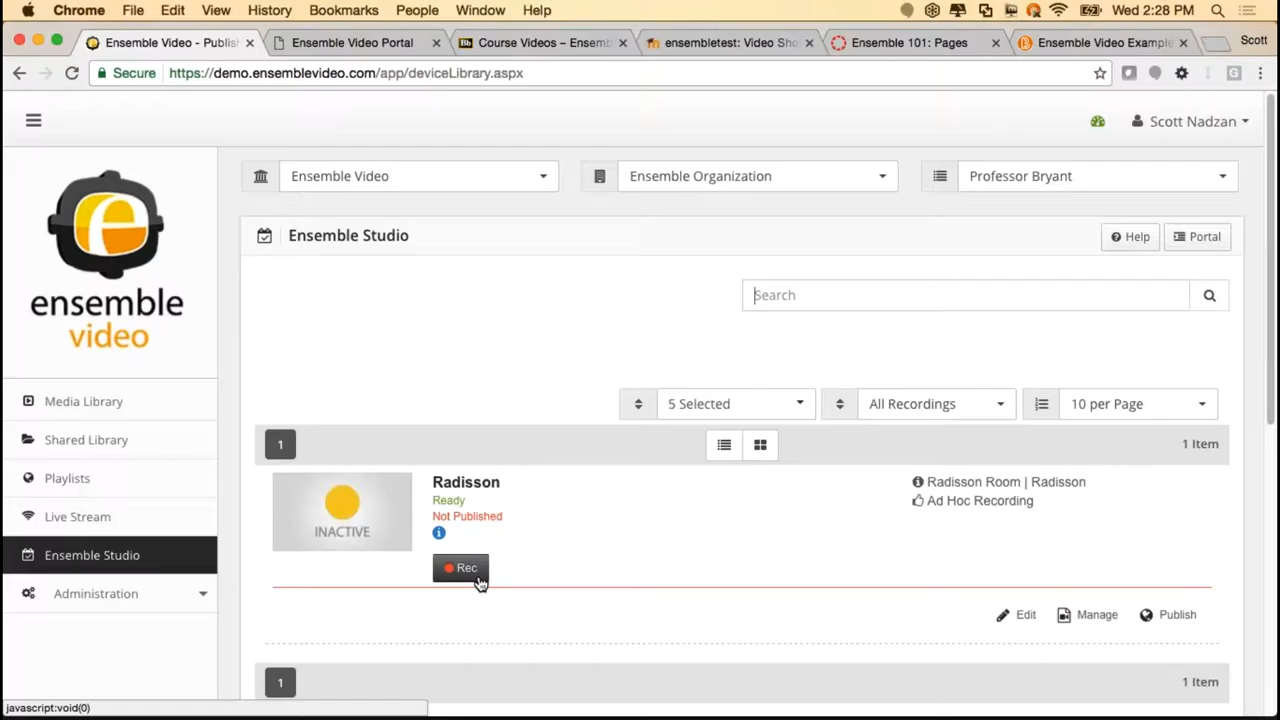 Chrome File Edit View History Bookmarks People Window Help Wed 2:28 PM
Ensemble Video - Publis Ensemble Video Portal Bb Course Videos – Ensemb ensembletest: Video Sho Ensemble 101: Pages Ensemble Video Example Scott
Secure https://demo.ensemblevideo.com/app/deviceLibrary.aspx
Scott Nadzan
Ensemble Video Ensemble Organization Professor Bryant
e
ensemble
video
Ensemble Studio Help Portal
Search
Media Library
Shared Library
Playlists
Live Stream
Ensemble Studio
Administration
5 Selected All Recordings 10 per Page
1 1 Item
INACTIVE
Radisson
Ready
Not Published
Rec
Radisson Room | Radisson
Ad Hoc Recording
Edit Manage Publish
1 1 Item
javascript:void(0)